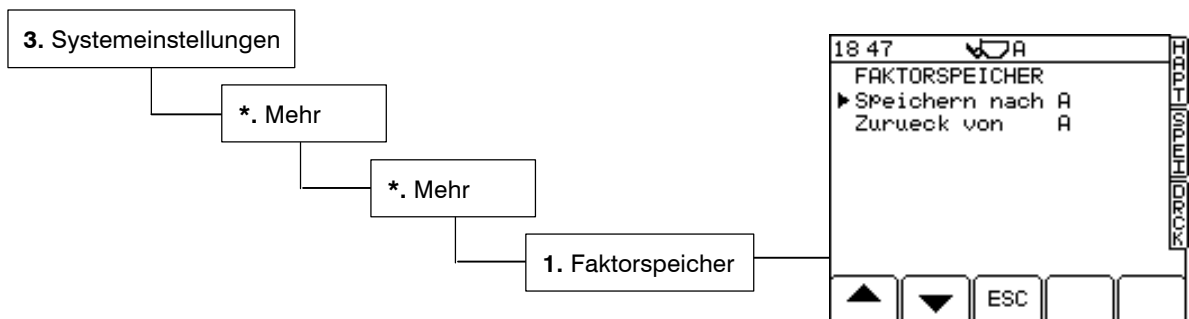 3. Systemeinstellungen
*. Mehr
*. Mehr
1. Faktorspeicher
18 47 A
FAKTORSPEICHER
Speichern nach A
Zurueck von A
HAPT
SPEI
DRCK
ESC